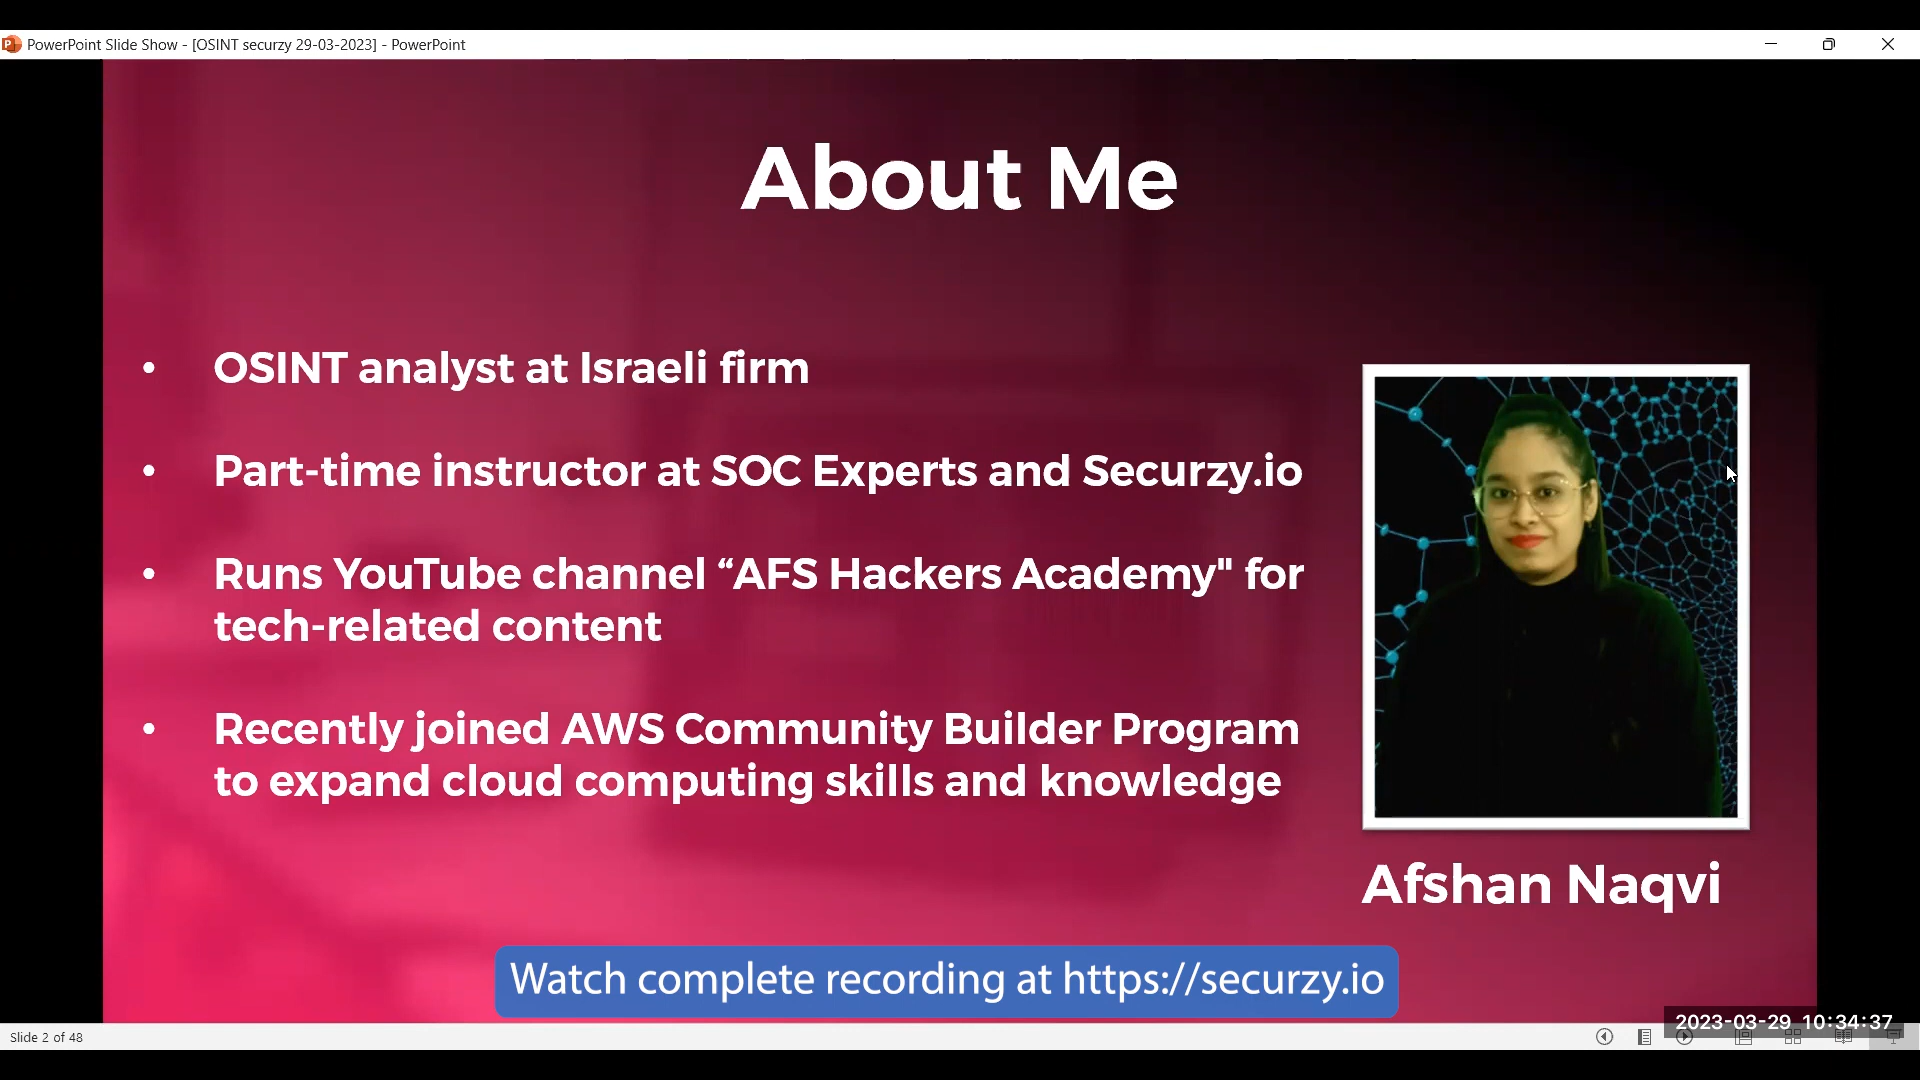 PowerPoint Slide Show - [OSINT securzy 29-03-2023] - PowerPoint
About Me
• OSINT analyst at Israeli firm
• Part-time instructor at SOC Experts and Securzy.io
• Runs YouTube channel “AFS Hackers Academy" for
tech-related content
• Recently joined AWS Community Builder Program
to expand cloud computing skills and knowledge
Afshan Naqvi
Watch complete recording at https://securzy.io
2023-03-29 10:34:37
Slide 2 of 48